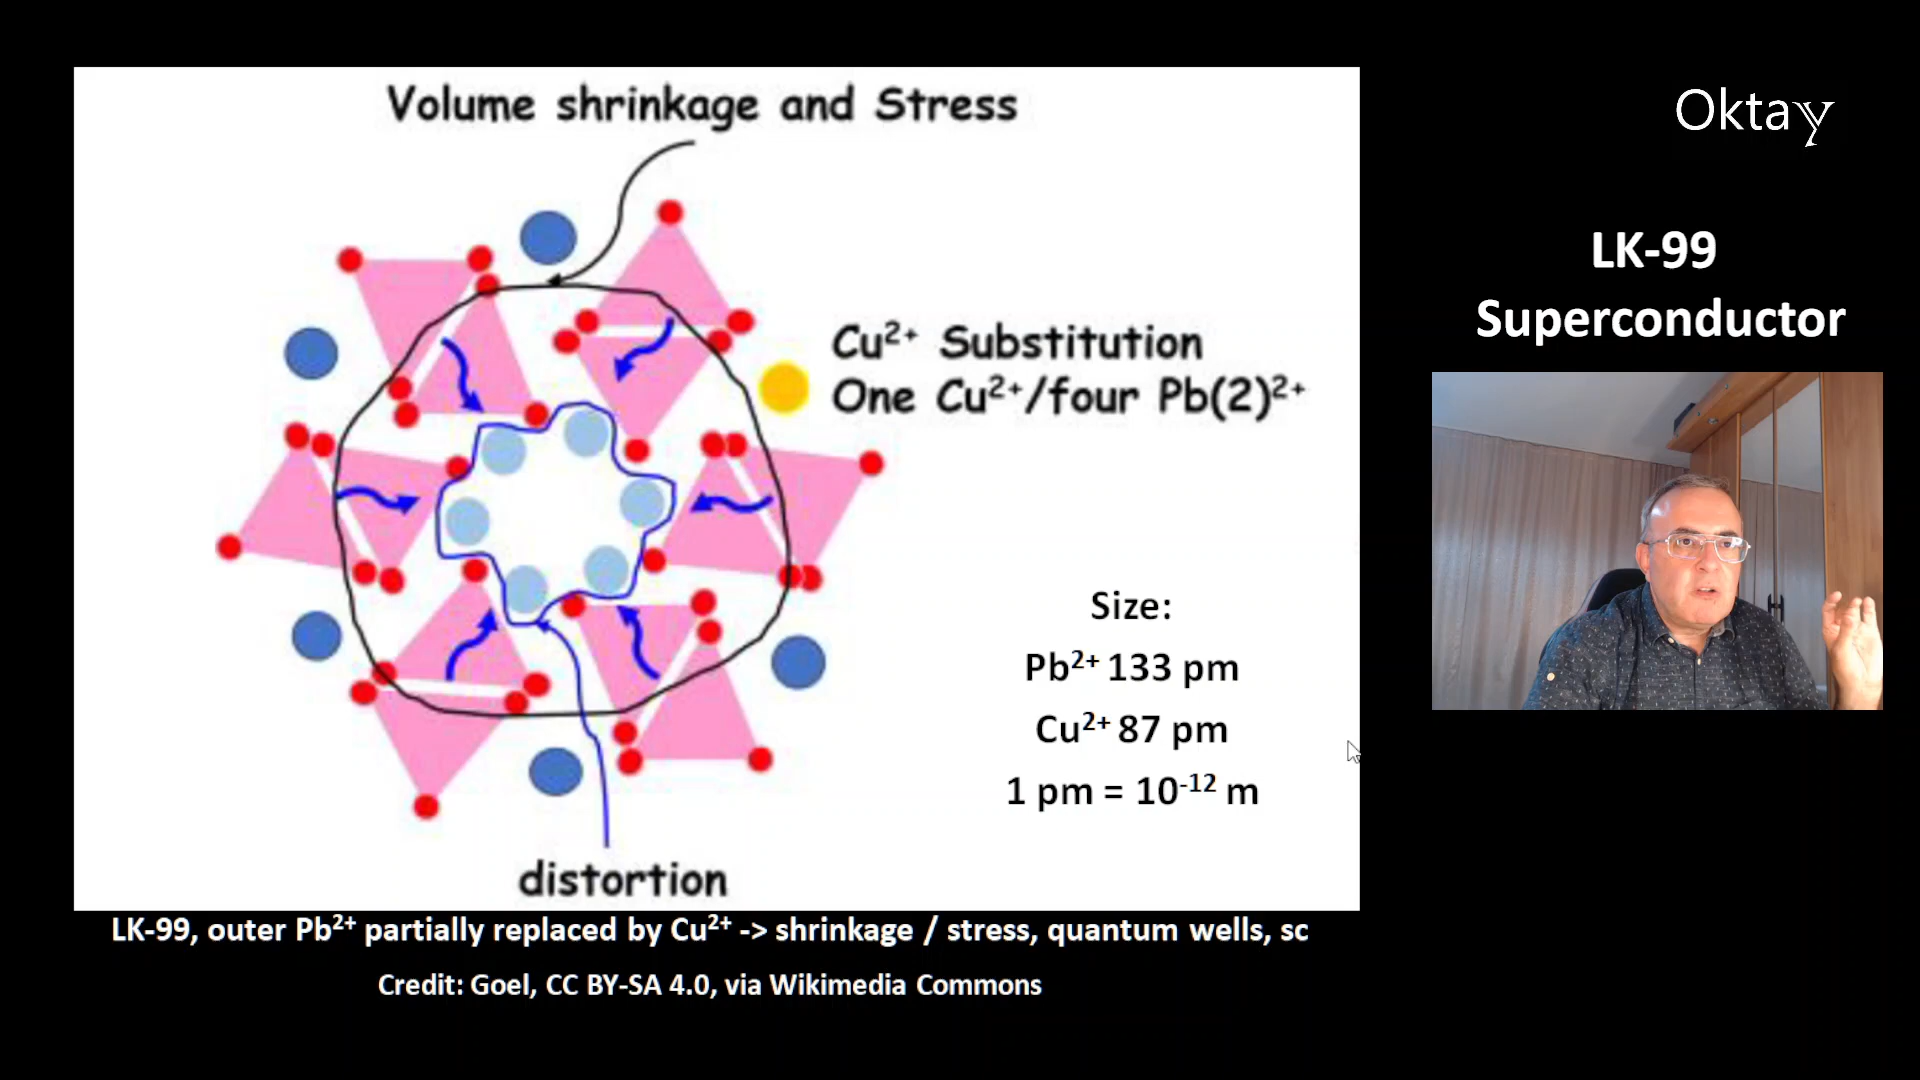 Volume shrinkage and Stress
Cu²⁺ Substitution
One Cu²⁺/four Pb(2)²⁺
Size:
Pb²⁺ 133 pm
Cu²⁺ 87 pm
1 pm = 10⁻¹² m
distortion
LK-99, outer Pb²⁺ partially replaced by Cu²⁺ -> shrinkage / stress, quantum wells, sc
Credit: Goel, CC BY-SA 4.0, via Wikimedia Commons
Oktay
LK-99
Superconductor